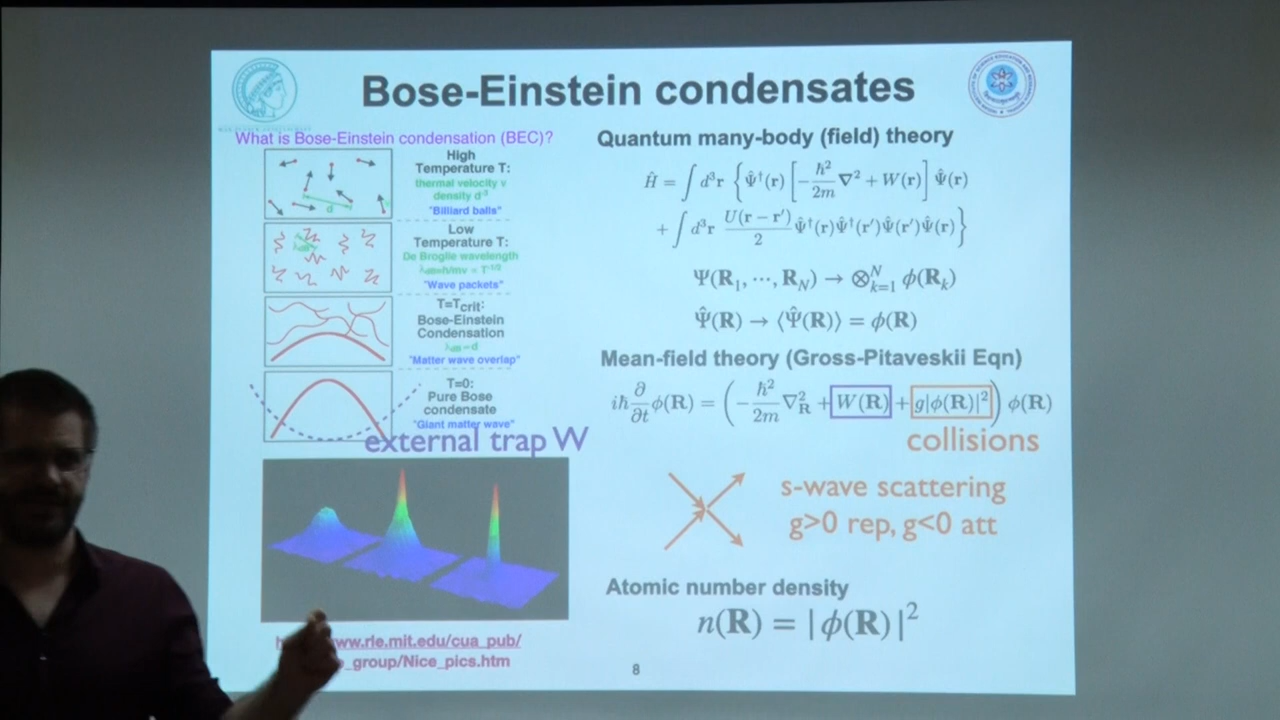 Bose-Einstein condensates
What is Bose-Einstein condensation (BEC)?
High
Temperature T:
thermal velocity v
density d⁻³
"Billiard balls"
d
Low
Temperature T:
De Broglie wavelength
λdB=h/mv ∝ T⁻¹/²
"Wave packets"
T=Tcrit:
Bose-Einstein
Condensation
λdB = d
"Matter wave overlap"
T=0:
Pure Bose
condensate
"Giant matter wave"
external trap W
ww.rle.mit.edu/cua_pub/
_group/Nice_pics.htm
Quantum many-body (field) theory
Ĥ = ∫ d³r { Ψ̂†(r) [ −ħ²/2m ∇² + W(r) ] Ψ̂(r)
+ ∫ d³r U(r − r′)/2 Ψ̂†(r)Ψ̂†(r′)Ψ̂(r′)Ψ̂(r) }
Ψ(R₁, ⋯, R_N) → ⊗ᴺₖ₌₁ ϕ(Rₖ)
Ψ̂(R) → ⟨Ψ̂(R)⟩ = ϕ(R)
Mean-field theory (Gross-Pitaveskii Eqn)
iħ ∂/∂t ϕ(R) = ( −ħ²/2m ∇²_R + W(R) + g|ϕ(R)|² ) ϕ(R)
collisions
s-wave scattering
g>0 rep, g<0 att
Atomic number density
n(R) = |ϕ(R)|²
8